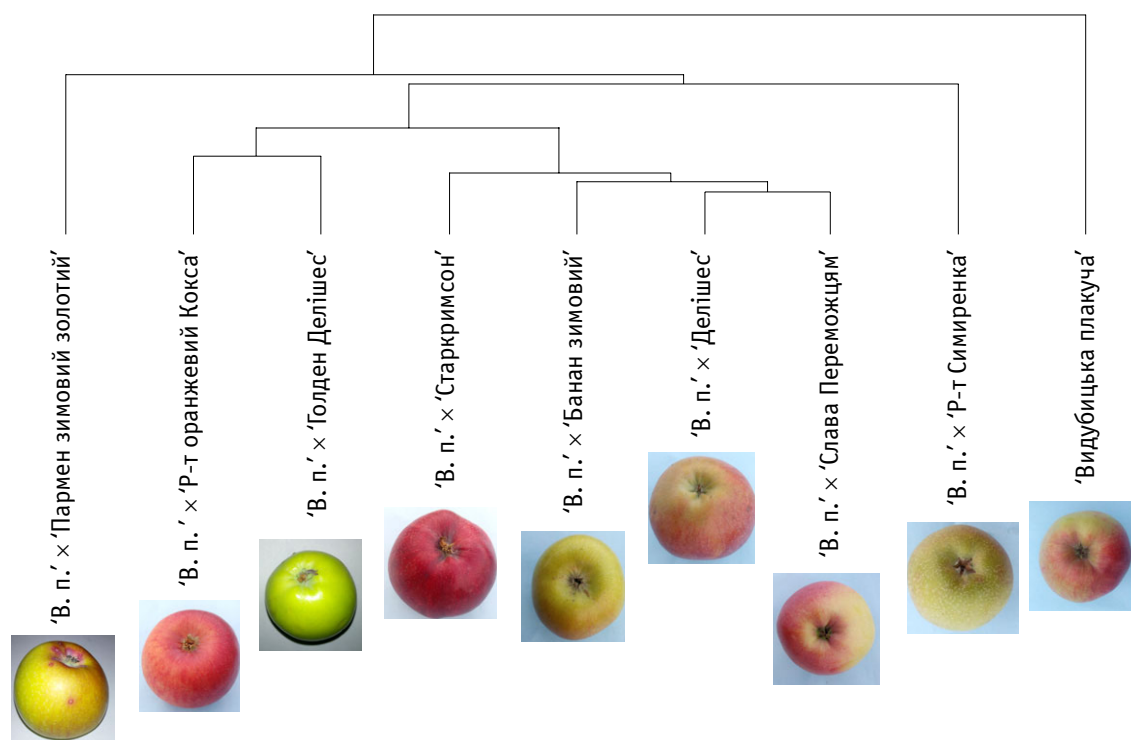 ‘В. п.’ × ‘Пармен зимовий золотий’
‘В. п.’ × ‘Р-т оранжевий Кокса’
‘В. п.’ × ‘Голден Делішес’
‘В. п.’ × ‘Старкримсон’
‘В. п.’ × ‘Банан зимовий’
‘В. п.’ × ‘Делішес’
‘В. п.’ × ‘Слава Переможцям’
‘В. п.’ × ‘Р-т Симиренка’
‘Видубицька плакуча’